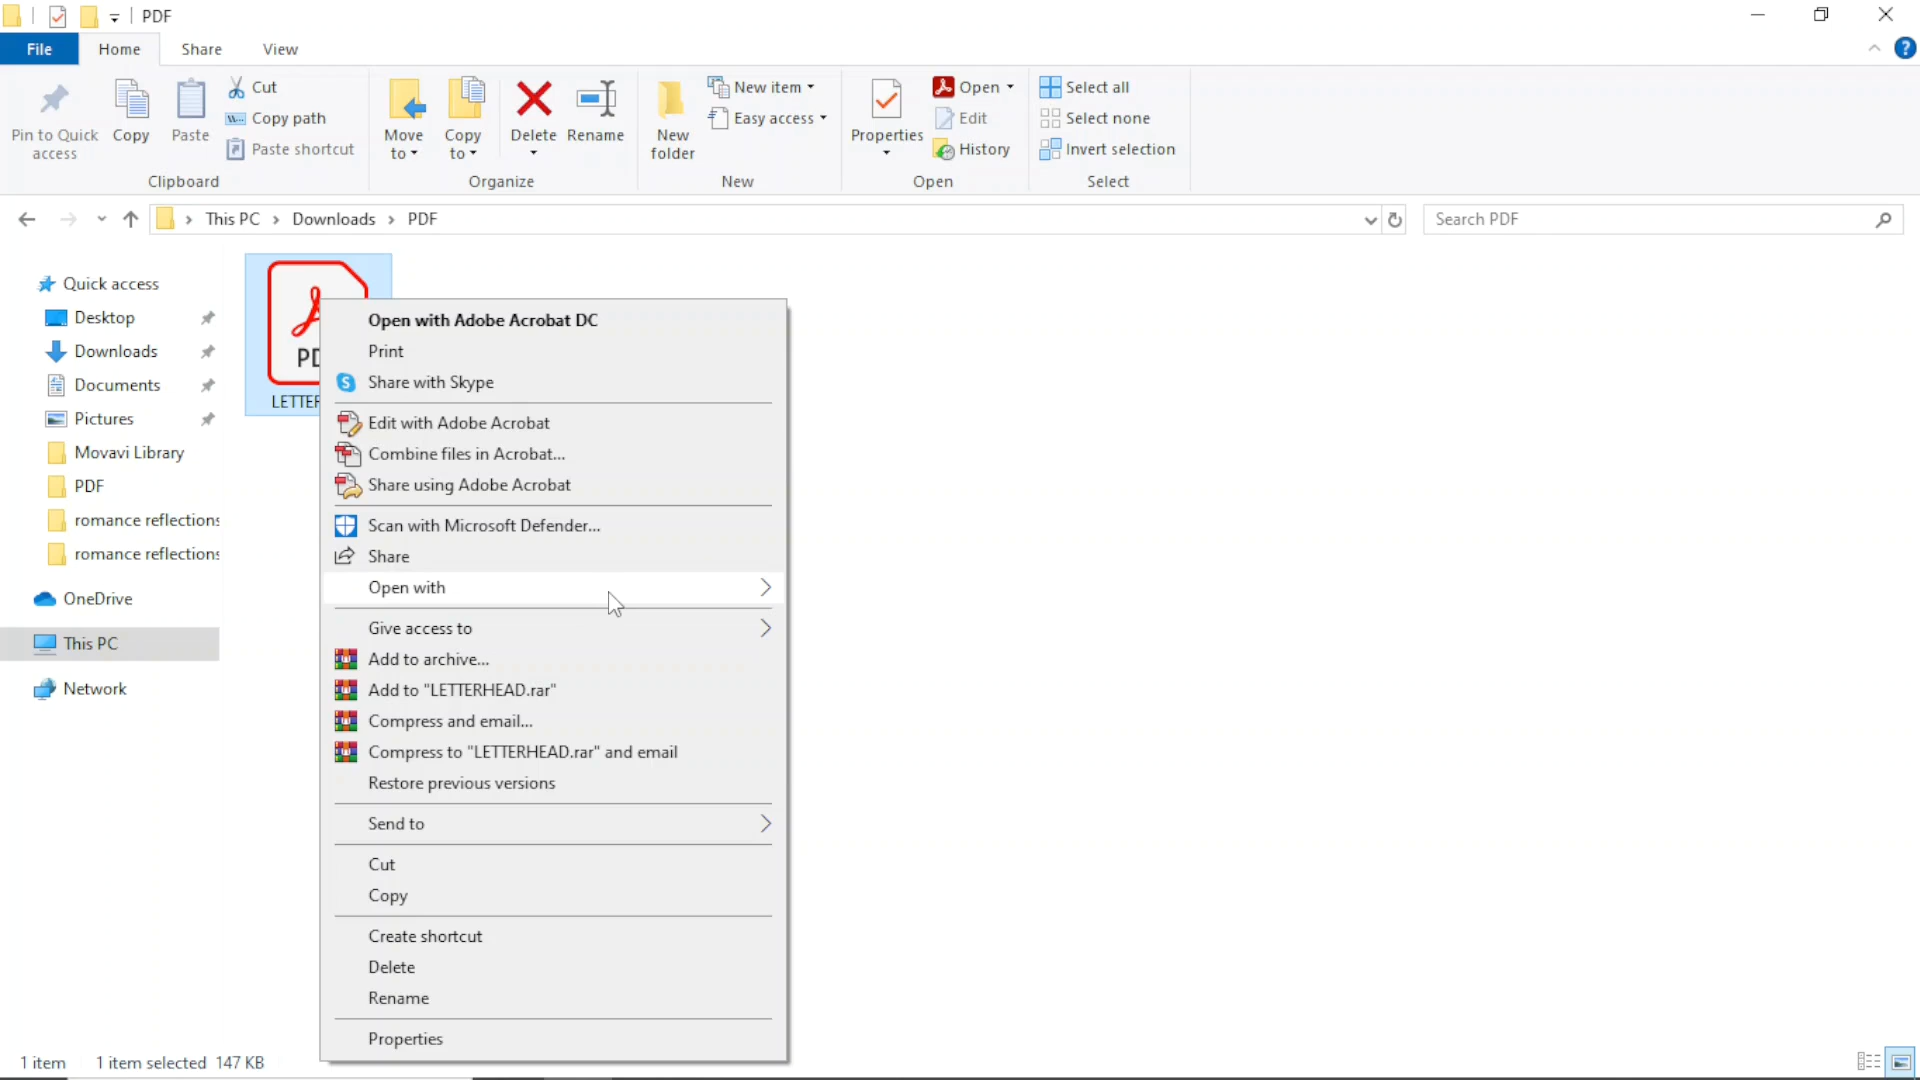 PDF
File Home Share View
Pin to Quick access
Copy
Paste
Cut
Copy path
Paste shortcut
Clipboard
Move to
Copy to
Delete
Rename
Organize
New folder
New item
Easy access
New
Properties
Open
Edit
History
Open
Select all
Select none
Invert selection
Select
This PC > Downloads > PDF
Search PDF
Quick access
Desktop
Downloads
Documents
Pictures
Movavi Library
PDF
romance reflections
romance reflections
OneDrive
This PC
Network
LETTER
Open with Adobe Acrobat DC
Print
Share with Skype
Edit with Adobe Acrobat
Combine files in Acrobat...
Share using Adobe Acrobat
Scan with Microsoft Defender...
Share
Open with
Give access to
Add to archive...
Add to "LETTERHEAD.rar"
Compress and email...
Compress to "LETTERHEAD.rar" and email
Restore previous versions
Send to
Cut
Copy
Create shortcut
Delete
Rename
Properties
1 item 1 item selected 147 KB